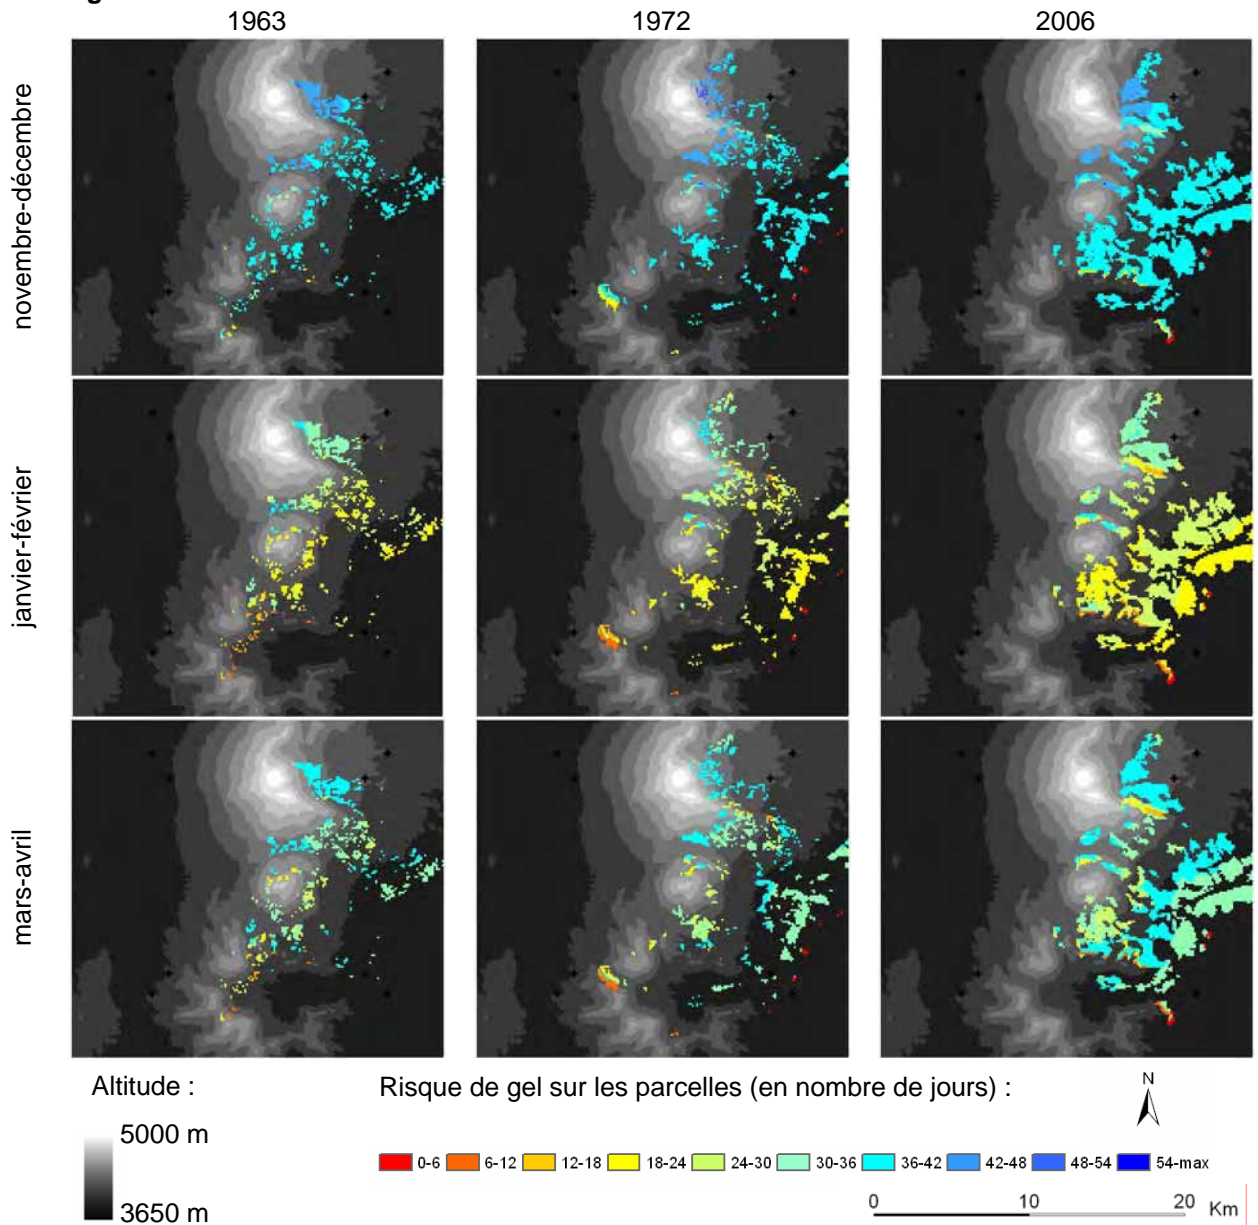 1963 1972 2006
novembre-décembre
janvier-février
mars-avril
Altitude :
5000 m
3650 m
Risque de gel sur les parcelles (en nombre de jours) :
0-6 6-12 12-18 18-24 24-30 30-36 36-42 42-48 48-54 54-max
N
0 10 20 Km